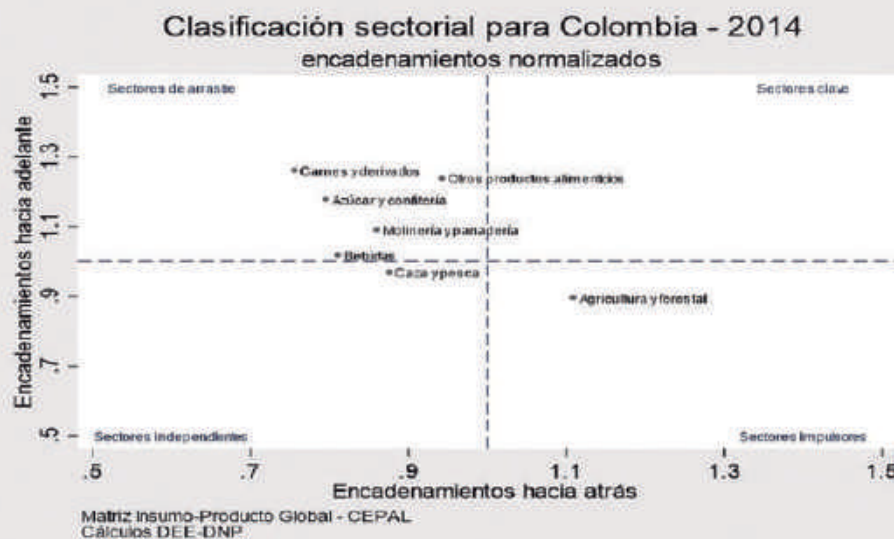 Clasificación sectorial para Colombia - 2014
encadenamientos normalizados
Encadenamientos hacia adelante
1.5
1.3
1.1
.9
.7
.5
Sectores de arrastre
Sectores clave
Carnes y derivados
Otros productos alimenticios
Azúcar y confitería
Molinería y panadería
Bebidas
Caza y pesca
Agricultura y forestal
Sectores independientes
Sectores impulsores
.5
.7
.9
1.1
1.3
1.5
Encadenamientos hacia atrás
Matriz Insumo-Producto Global - CEPAL
Cálculos DEE-DNP